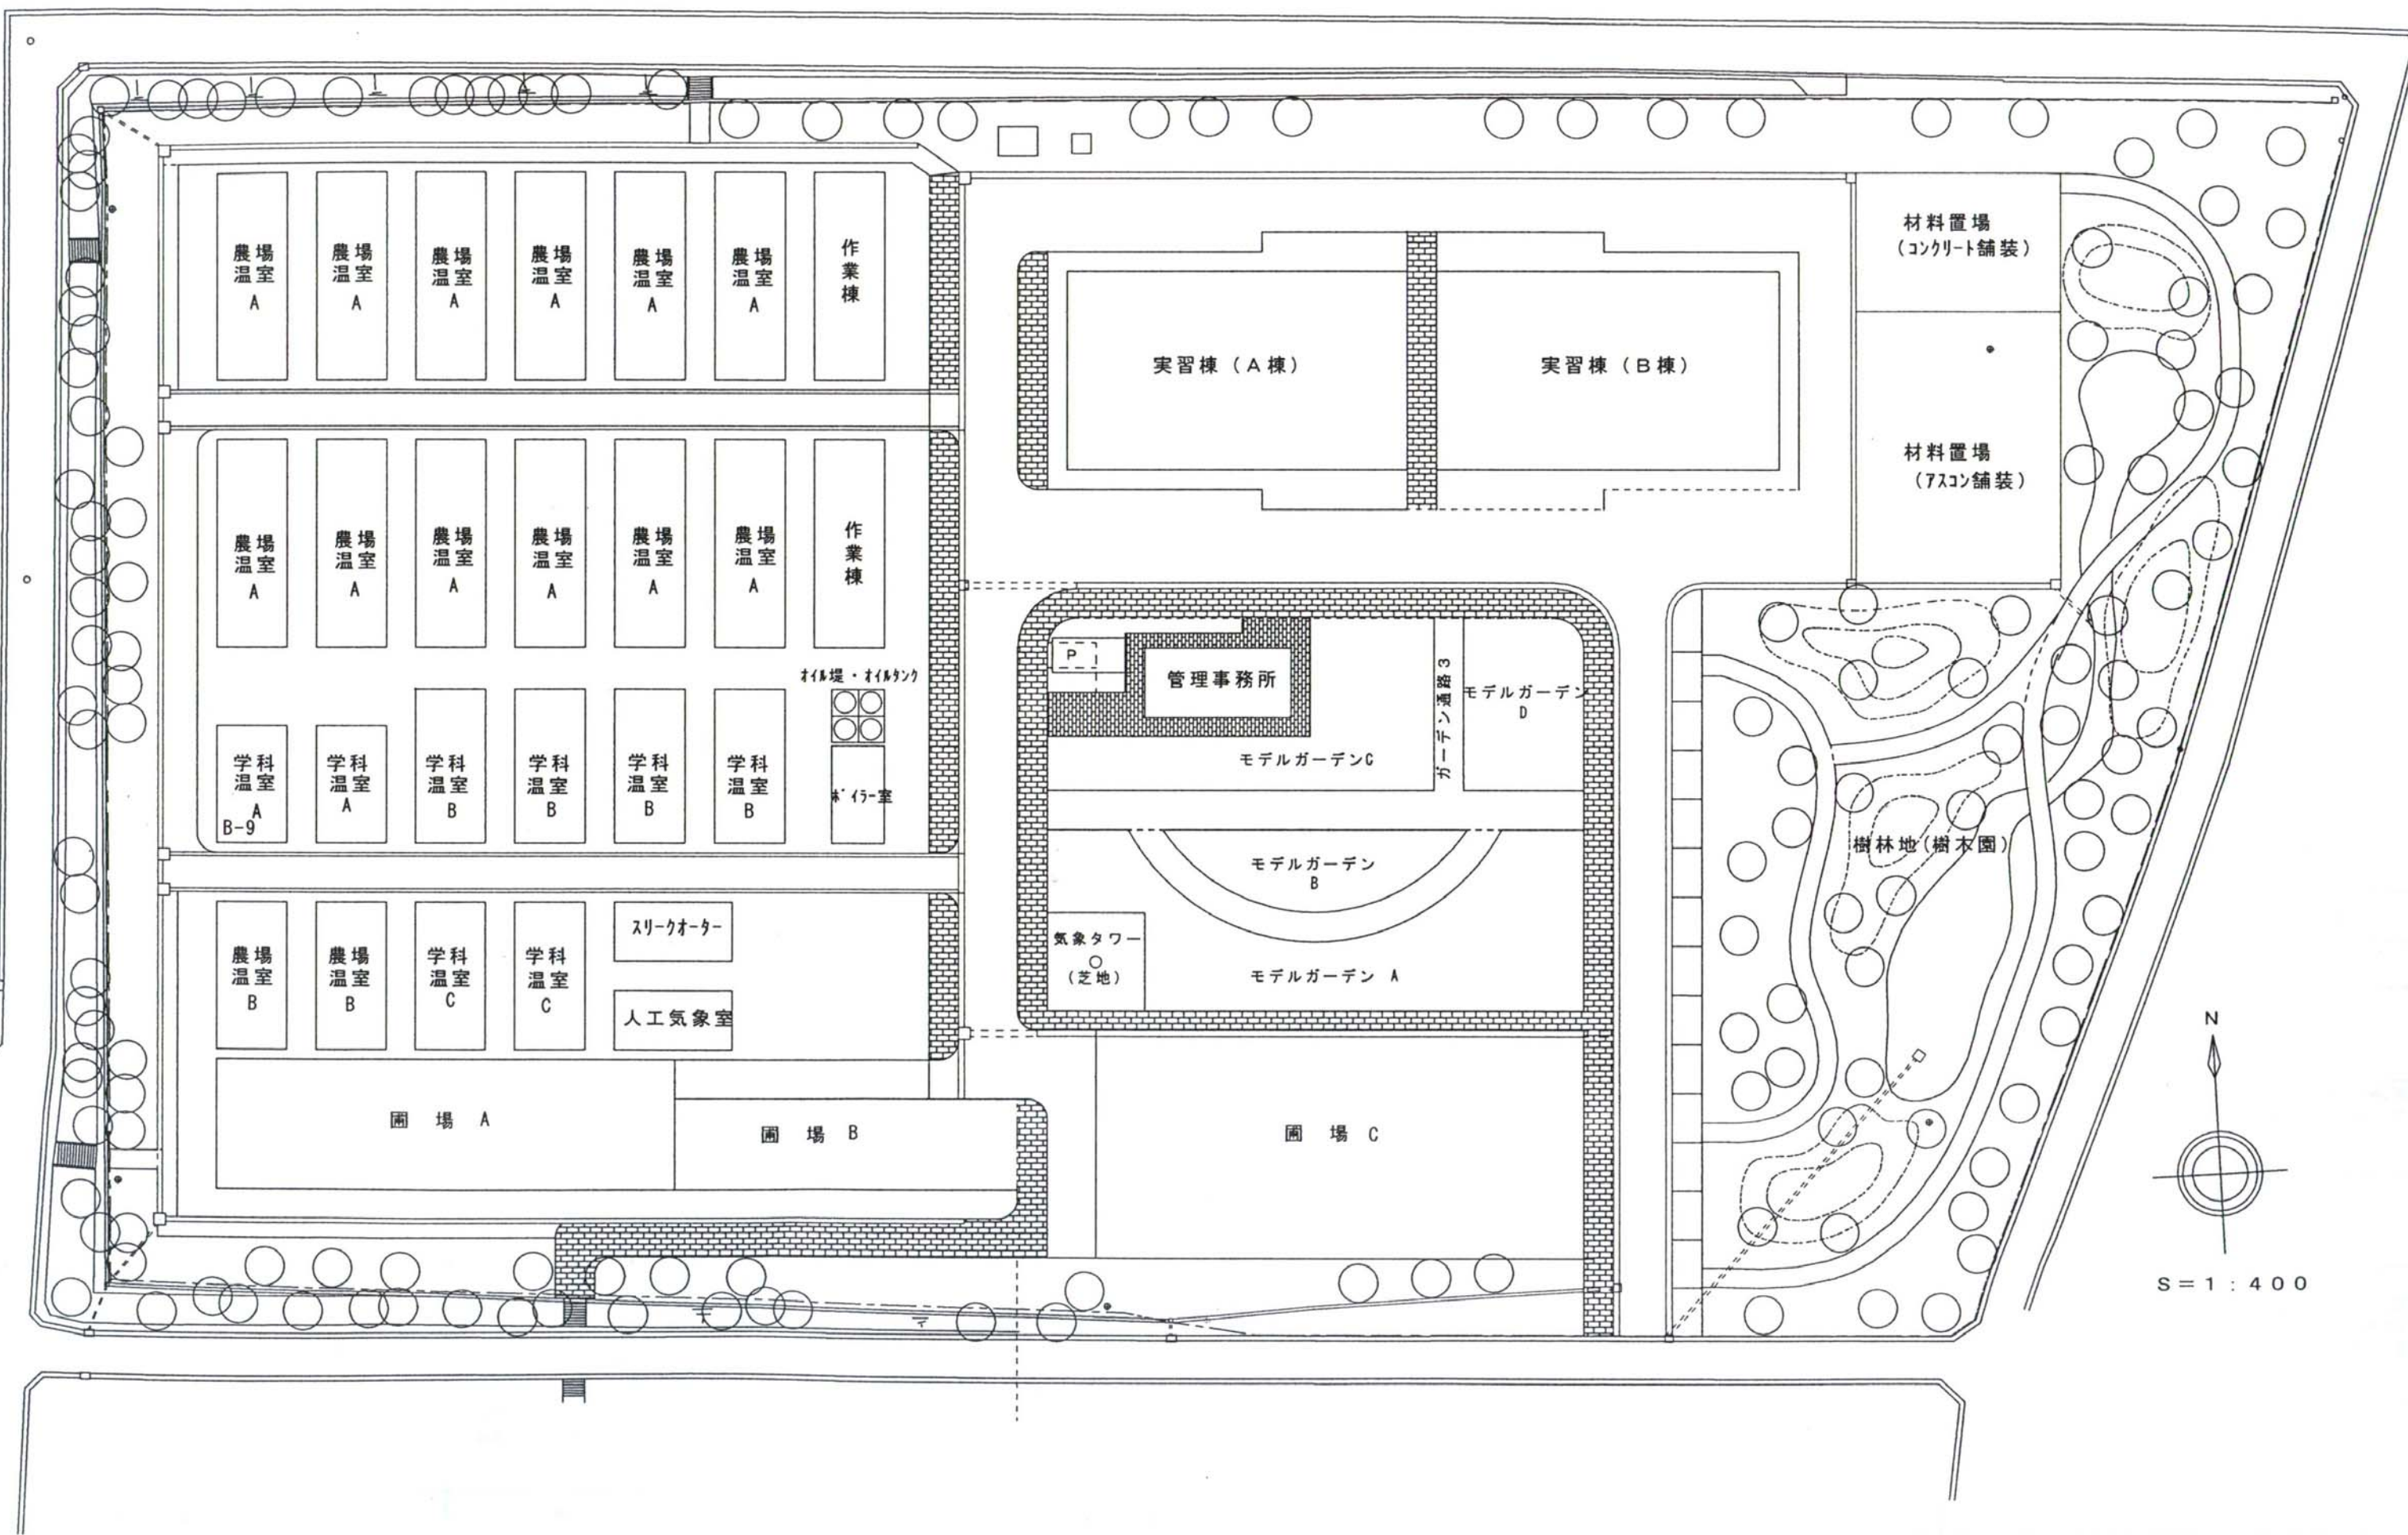 農場
温室
A
農場
温室
A
農場
温室
A
農場
温室
A
農場
温室
A
農場
温室
A
作
業
棟
実習棟（A棟）
実習棟（B棟）
材料置場
（コンクリート舗装）
材料置場
（アスコン舗装）
農場
温室
A
農場
温室
A
農場
温室
A
農場
温室
A
農場
温室
A
農場
温室
A
作
業
棟
オイル堤・オイルタンク
学科
温室
A
B-9
学科
温室
A
学科
温室
B
学科
温室
B
学科
温室
B
学科
温室
B
ボイラー室
P
管理事務所
ガーデン通路3
モデルガーデン
D
モデルガーデンC
モデルガーデン
B
気象タワー
(芝地)
モデルガーデン A
樹林地(樹木園)
農場
温室
B
農場
温室
B
学科
温室
C
学科
温室
C
スリークオーター
人工気象室
圃場 A
圃場 B
圃場 C
N
S=1:400